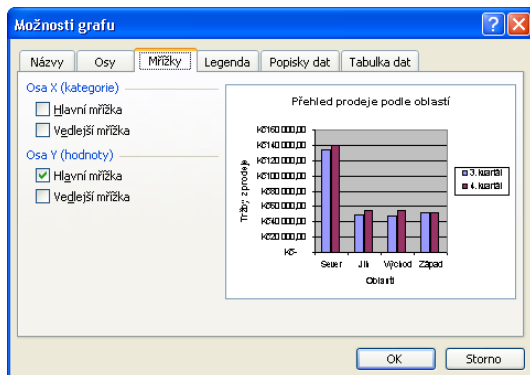 Možnosti grafu
Názvy Osy Mřížky Legenda Popisky dat Tabulka dat
Osa X (kategorie)
Hlavní mřížka
Vedlejší mřížka
Osa Y (hodnoty)
Hlavní mřížka
Vedlejší mřížka
Přehled prodeje podle oblastí
Tržby z prodeje
Kč160 000,00
Kč140 000,00
Kč120 000,00
Kč100 000,00
Kč80 000,00
Kč60 000,00
Kč40 000,00
Kč20 000,00
Kč-
Sever Jih Východ Západ
Oblasti
3. kvartál
4. kvartál
OK Storno